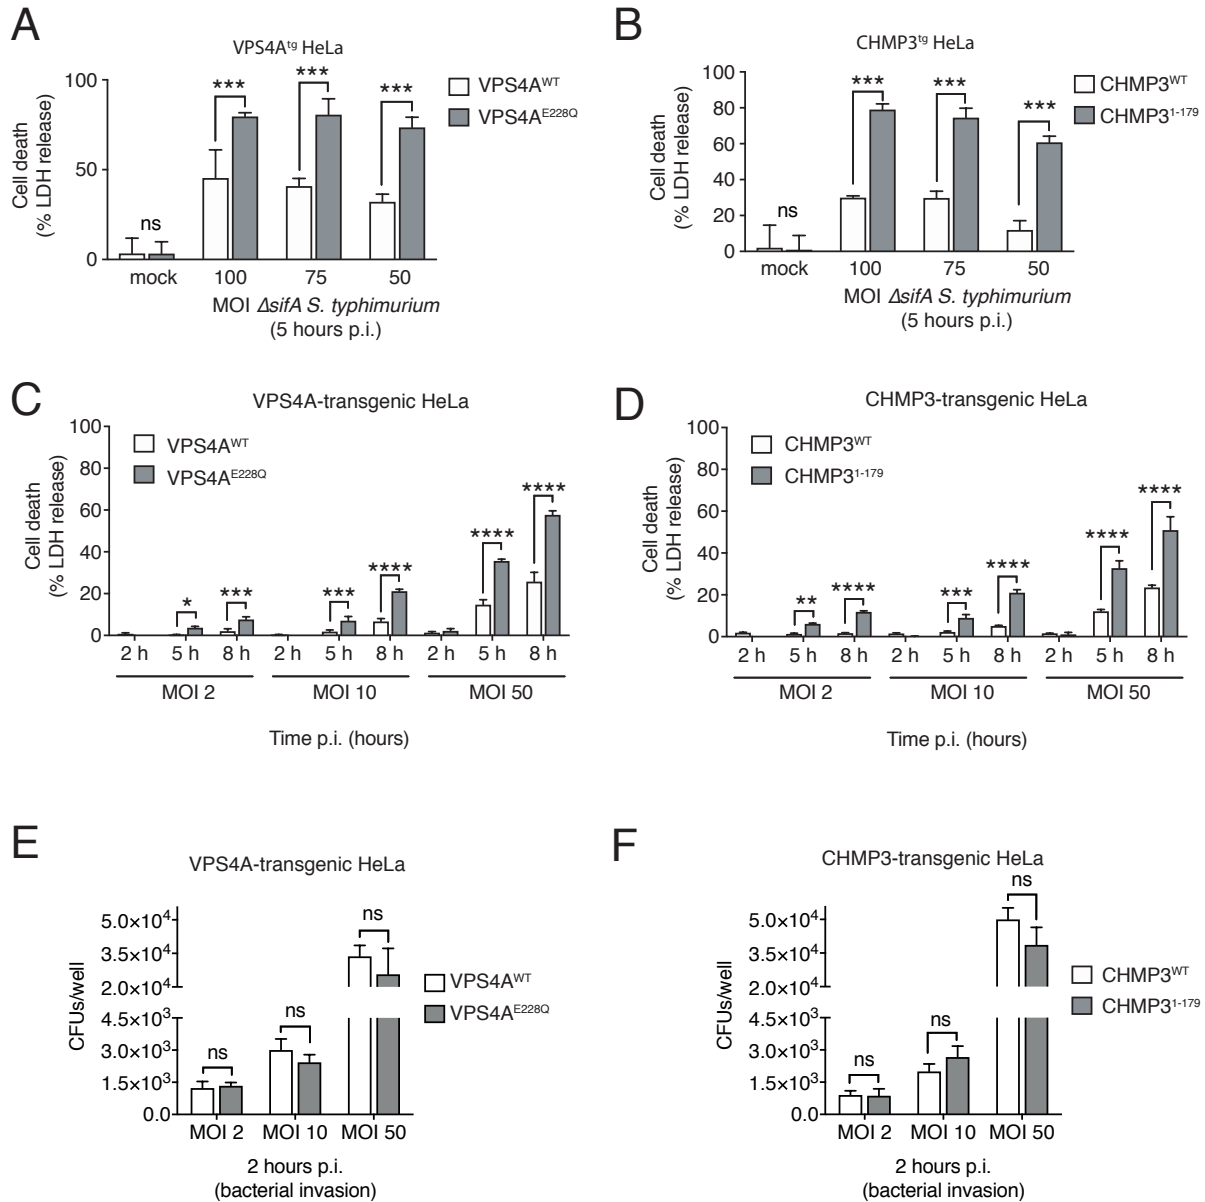 A
VPS4Aᵗᵍ HeLa
Cell death
(% LDH release)
100
50
0
ns
***
***
***
VPS4Aᵂᵀ
VPS4Aᴱ²²⁸Q
mock
100
75
50
MOI ΔsifA S. typhimurium
(5 hours p.i.)
B
CHMP3ᵗᵍ HeLa
Cell death
(% LDH release)
100
80
60
40
20
0
ns
***
***
***
CHMP3ᵂᵀ
CHMP3¹⁻¹⁷⁹
mock
100
75
50
MOI ΔsifA S. typhimurium
(5 hours p.i.)
C
VPS4A-transgenic HeLa
Cell death
(% LDH release)
100
80
60
40
20
0
VPS4Aᵂᵀ
VPS4Aᴱ²²⁸Q
*
***
***
****
****
****
2 h 5 h 8 h 2 h 5 h 8 h 2 h 5 h 8 h
MOI 2 MOI 10 MOI 50
Time p.i. (hours)
D
CHMP3-transgenic HeLa
Cell death
(% LDH release)
100
80
60
40
20
0
CHMP3ᵂᵀ
CHMP3¹⁻¹⁷⁹
**
****
***
****
****
****
2 h 5 h 8 h 2 h 5 h 8 h 2 h 5 h 8 h
MOI 2 MOI 10 MOI 50
Time p.i. (hours)
E
VPS4A-transgenic HeLa
CFUs/well
5.0×10⁴
3.5×10⁴
2.0×10⁴
4.5×10³
3.0×10³
1.5×10³
0.0
ns
ns
ns
VPS4Aᵂᵀ
VPS4Aᴱ²²⁸Q
MOI 2 MOI 10 MOI 50
2 hours p.i.
(bacterial invasion)
F
CHMP3-transgenic HeLa
CFUs/well
5.0×10⁴
3.5×10⁴
2.0×10⁴
4.5×10³
3.0×10³
1.5×10³
0.0
ns
ns
ns
CHMP3ᵂᵀ
CHMP3¹⁻¹⁷⁹
MOI 2 MOI 10 MOI 50
2 hours p.i.
(bacterial invasion)